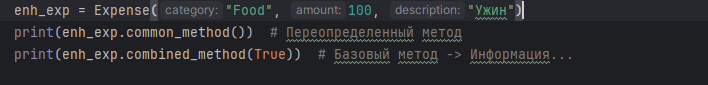 enh_exp = Expense( category: "Food", amount: 100, description: "Ужин")
print(enh_exp.common_method())  # Переопределенный метод
print(enh_exp.combined_method(True))  # Базовый метод -> Информация...